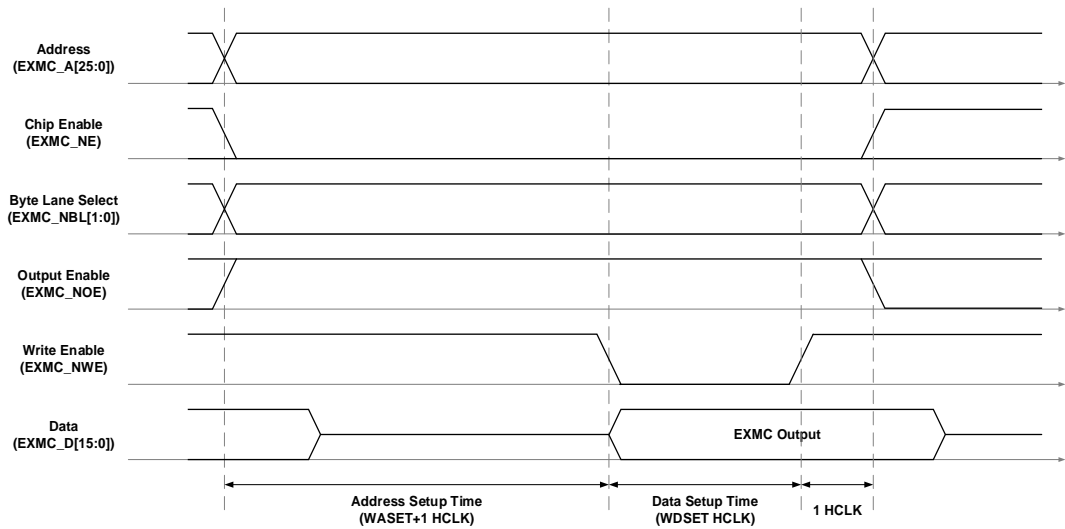 Address
(EXMC_A[25:0])
Chip Enable
(EXMC_NE)
Byte Lane Select
(EXMC_NBL[1:0])
Output Enable
(EXMC_NOE)
Write Enable
(EXMC_NWE)
Data
(EXMC_D[15:0])
EXMC Output
Address Setup Time
(WASET+1 HCLK)
Data Setup Time
(WDSET HCLK)
1 HCLK